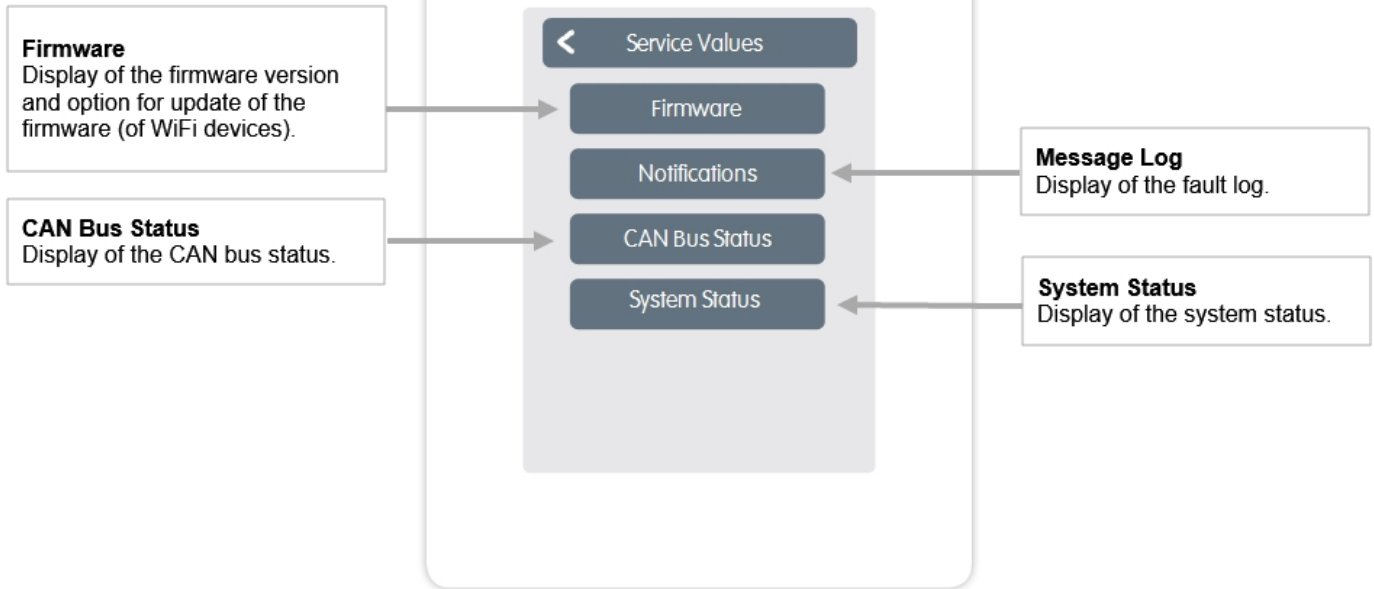 Firmware
Display of the firmware version
and option for update of the
firmware (of WiFi devices).
CAN Bus Status
Display of the CAN bus status.
Service Values
Firmware
Notifications
CAN Bus Status
System Status
Message Log
Display of the fault log.
System Status
Display of the system status.